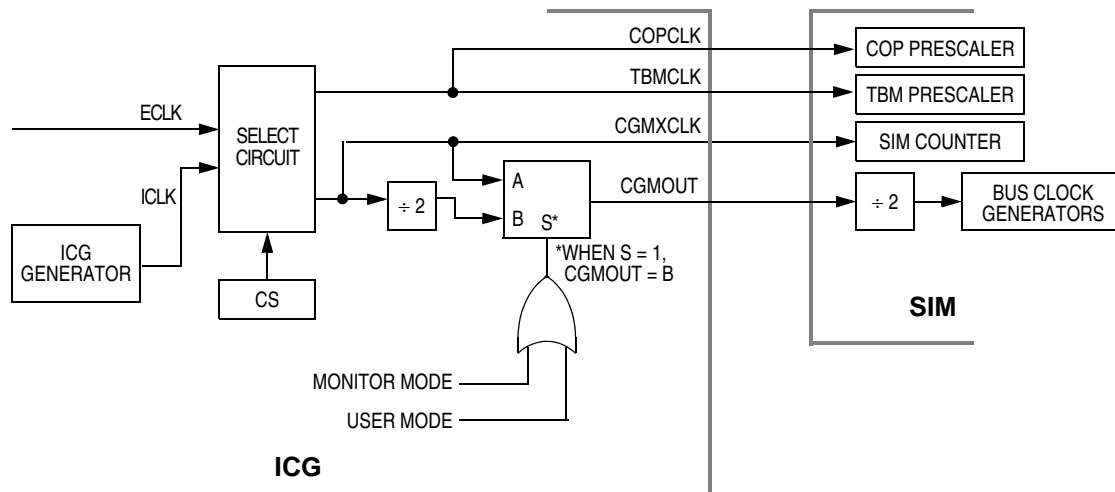 COPCLK
COP PRESCALER
TBMCLK
TBM PRESCALER
ECLK
SELECT
CIRCUIT
CGMXCLK
SIM COUNTER
ICLK
÷ 2
A
B
S*
CGMOUT
÷ 2
BUS CLOCK
GENERATORS
ICG
GENERATOR
CS
*WHEN S = 1,
CGMOUT = B
SIM
MONITOR MODE
USER MODE
ICG